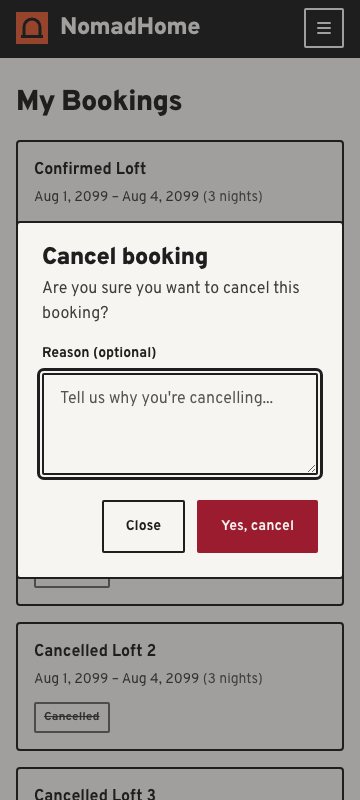 NomadHome
My Bookings
Confirmed Loft
Aug 1, 2099 – Aug 4, 2099 (3 nights)
Cancel booking
Are you sure you want to cancel this
booking?
Reason (optional)
Tell us why you're cancelling...
Close
Yes, cancel
Cancelled Loft 2
Aug 1, 2099 – Aug 4, 2099 (3 nights)
Cancelled
Cancelled Loft 3